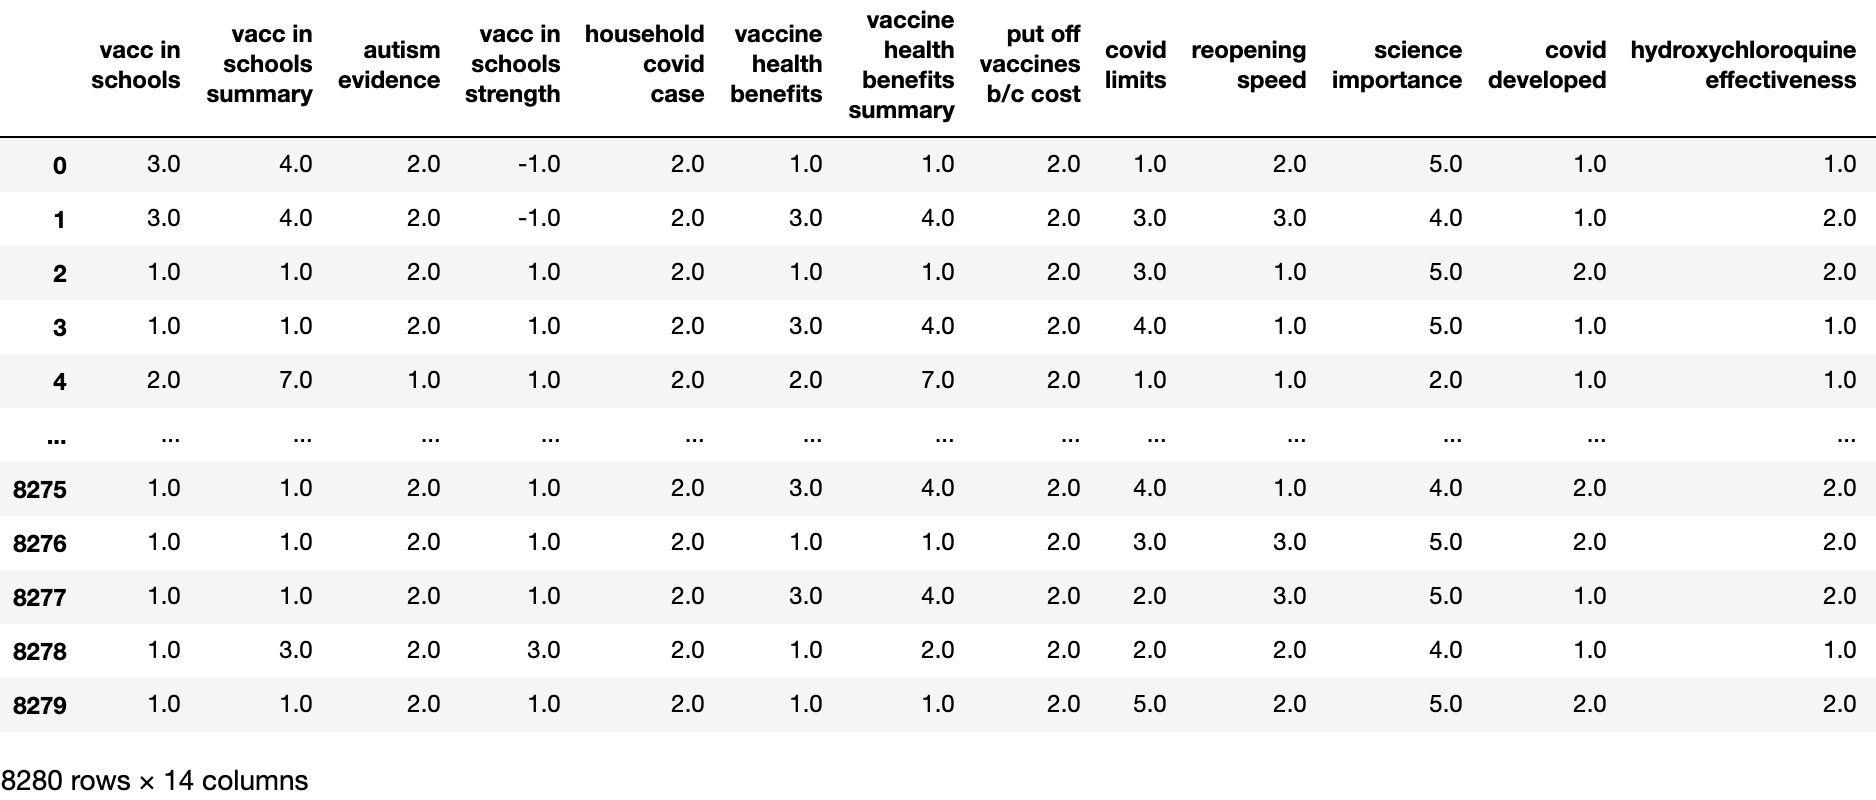 vacc in schools vacc in schools summary autism evidence vacc in schools strength household covid case vaccine health benefits vaccine health benefits summary put off vaccines b/c cost covid limits reopening speed science importance covid developed hydroxychloroquine effectiveness
0 3.0 4.0 2.0 -1.0 2.0 1.0 1.0 2.0 1.0 2.0 5.0 1.0 1.0
1 3.0 4.0 2.0 -1.0 2.0 3.0 4.0 2.0 3.0 3.0 4.0 1.0 2.0
2 1.0 1.0 2.0 1.0 2.0 1.0 1.0 2.0 3.0 1.0 5.0 2.0 2.0
3 1.0 1.0 2.0 1.0 2.0 3.0 4.0 2.0 4.0 1.0 5.0 1.0 1.0
4 2.0 7.0 1.0 1.0 2.0 2.0 7.0 2.0 1.0 1.0 2.0 1.0 1.0
... ... ... ... ... ... ... ... ... ... ... ... ... ...
8275 1.0 1.0 2.0 1.0 2.0 3.0 4.0 2.0 4.0 1.0 4.0 2.0 2.0
8276 1.0 1.0 2.0 1.0 2.0 1.0 1.0 2.0 3.0 3.0 5.0 2.0 2.0
8277 1.0 1.0 2.0 1.0 2.0 3.0 4.0 2.0 2.0 3.0 5.0 1.0 2.0
8278 1.0 3.0 2.0 3.0 2.0 1.0 2.0 2.0 2.0 2.0 4.0 1.0 1.0
8279 1.0 1.0 2.0 1.0 2.0 1.0 1.0 2.0 5.0 2.0 5.0 2.0 2.0
8280 rows × 14 columns